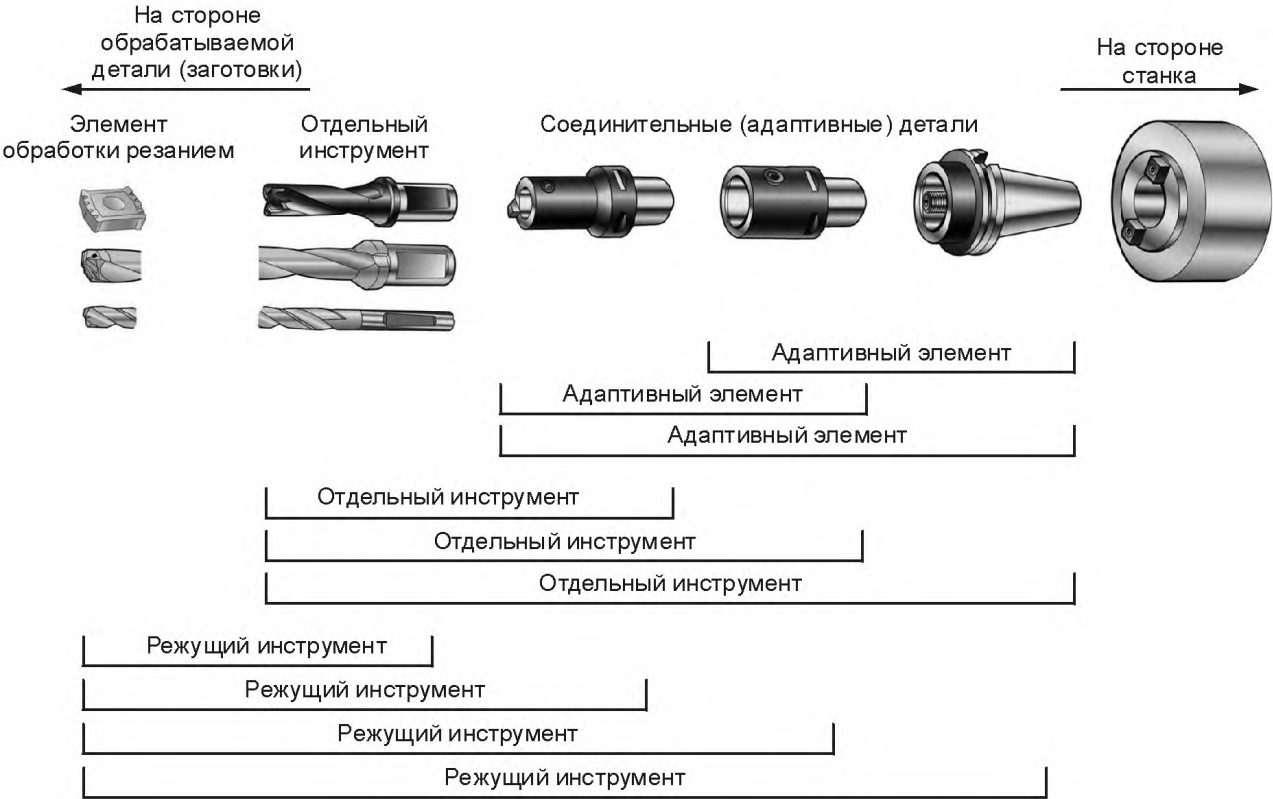 На стороне
обрабатываемой
детали (заготовки)
На стороне
станка
Элемент
обработки резанием
Отдельный
инструмент
Соединительные (адаптивные) детали
Адаптивный элемент
Адаптивный элемент
Адаптивный элемент
Отдельный инструмент
Отдельный инструмент
Отдельный инструмент
Режущий инструмент
Режущий инструмент
Режущий инструмент
Режущий инструмент